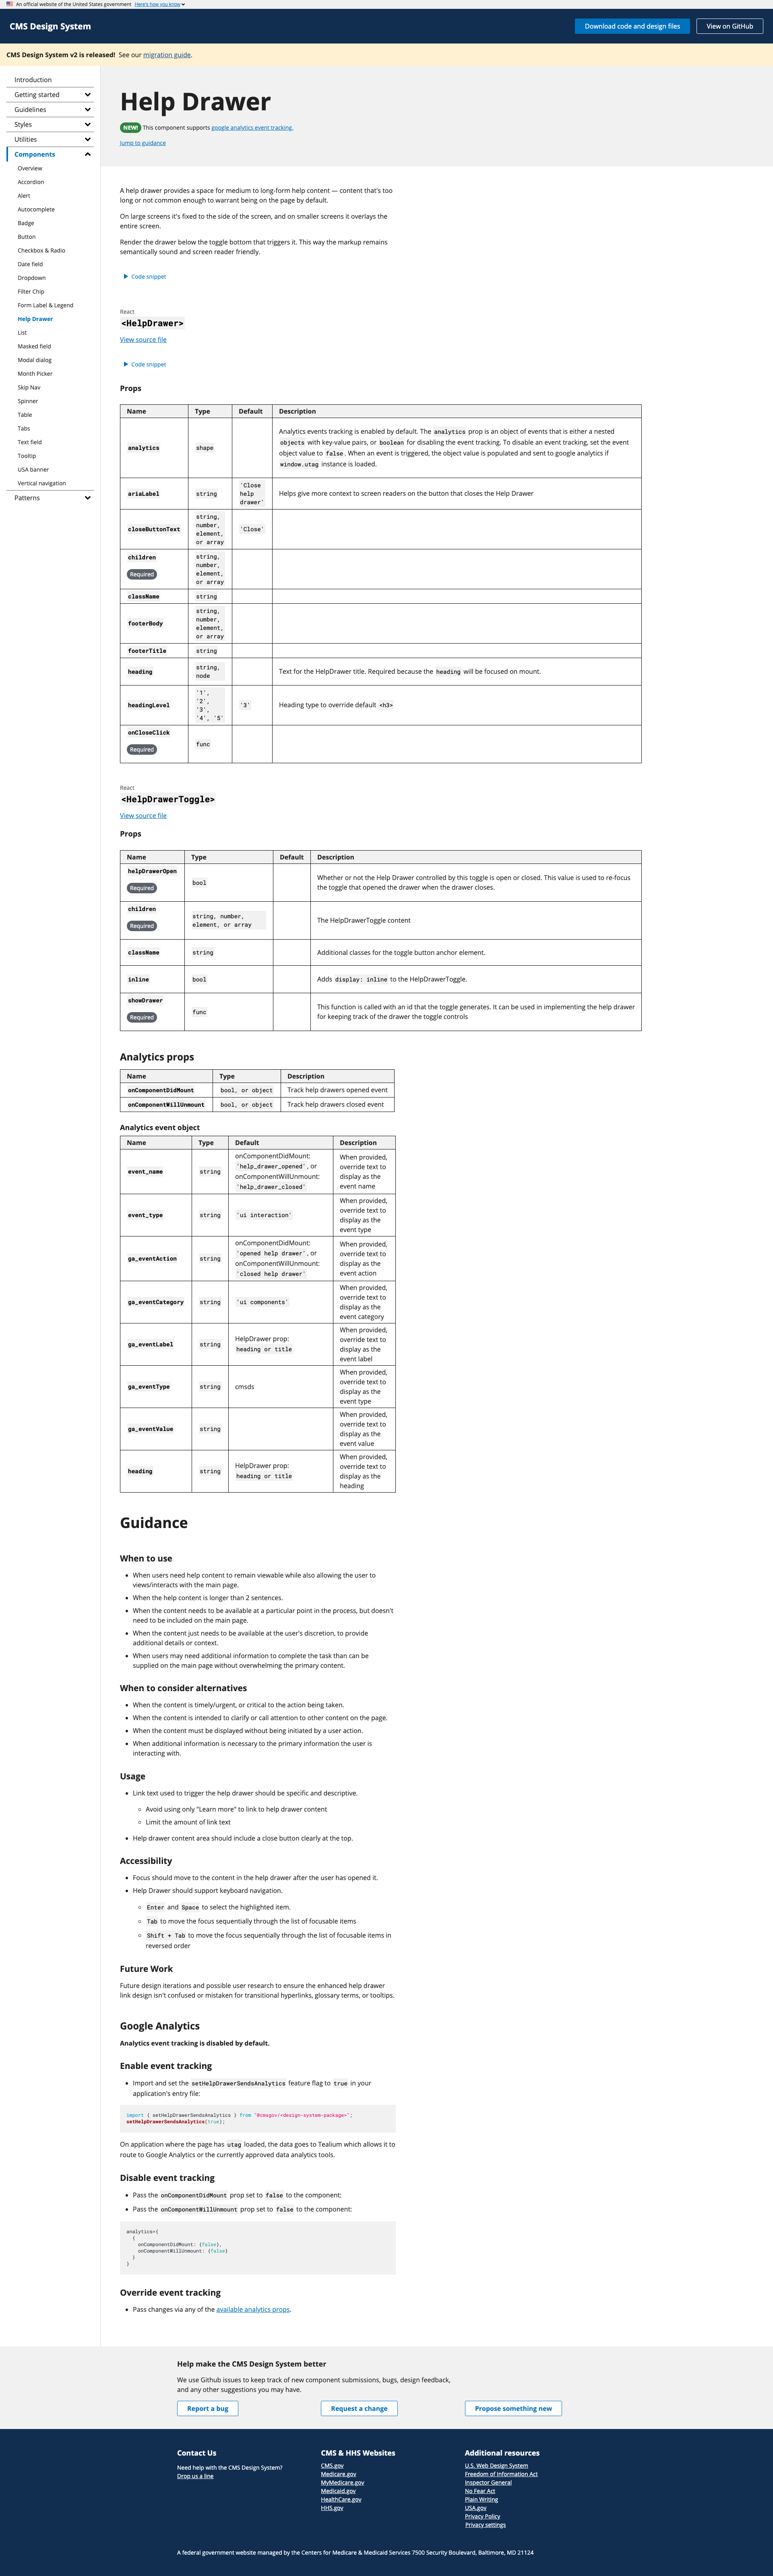 An official website of the United States government Here's how you know
CMS Design System
Download code and design files
View on GitHub
CMS Design System v2 is released! See our migration guide.
Introduction
Getting started
Guidelines
Styles
Utilities
Components
Overview
Accordion
Alert
Autocomplete
Badge
Button
Checkbox & Radio
Date field
Dropdown
Filter Chip
Form Label & Legend
Help Drawer
List
Masked field
Modal dialog
Month Picker
Skip Nav
Spinner
Table
Tabs
Text field
Tooltip
USA banner
Vertical navigation
Patterns
Help Drawer
NEW! This component supports google analytics event tracking.
Jump to guidance
A help drawer provides a space for medium to long-form help content — content that's too
long or not common enough to warrant being on the page by default.
On large screens it's fixed to the side of the screen, and on smaller screens it overlays the
entire screen.
Render the drawer below the toggle bottom that triggers it. This way the markup remains
semantically sound and screen reader friendly.
Code snippet
React
<HelpDrawer>
View source file
Code snippet
Props
Name Type Default Description
analytics shape Analytics events tracking is enabled by default. The analytics prop is an object of events that is either a nested
objects with key-value pairs, or boolean for disabling the event tracking. To disable an event tracking, set the event
object value to false. When an event is triggered, the object value is populated and sent to google analytics if
window.utag instance is loaded.
ariaLabel string 'Close
help
drawer' Helps give more context to screen readers on the button that closes the Help Drawer
closeButtonText string,
number,
element,
or array 'Close'
children
Required string,
number,
element,
or array
className string
footerBody string,
number,
element,
or array
footerTitle string
heading string,
node Text for the HelpDrawer title. Required because the heading will be focused on mount.
headingLevel '1',
'2',
'3',
'4', '5' '3' Heading type to override default <h3>
onCloseClick
Required func
React
<HelpDrawerToggle>
View source file
Props
Name Type Default Description
helpDrawerOpen
Required bool Whether or not the Help Drawer controlled by this toggle is open or closed. This value is used to re-focus
the toggle that opened the drawer when the drawer closes.
children
Required string, number,
element, or array The HelpDrawerToggle content
className string Additional classes for the toggle button anchor element.
inline bool Adds display: inline to the HelpDrawerToggle.
showDrawer
Required func This function is called with an id that the toggle generates. It can be used in implementing the help drawer
for keeping track of the drawer the toggle controls
Analytics props
Name Type Description
onComponentDidMount bool, or object Track help drawers opened event
onComponentWillUnmount bool, or object Track help drawers closed event
Analytics event object
Name Type Default Description
event_name string onComponentDidMount:
'help_drawer_opened', or
onComponentWillUnmount:
'help_drawer_closed' When provided,
override text to
display as the
event name
event_type string 'ui interaction' When provided,
override text to
display as the
event type
ga_eventAction string onComponentDidMount:
'opened help drawer', or
onComponentWillUnmount:
'closed help drawer' When provided,
override text to
display as the
event action
ga_eventCategory string 'ui components' When provided,
override text to
display as the
event category
ga_eventLabel string HelpDrawer prop:
heading or title When provided,
override text to
display as the
event label
ga_eventType string cmsds When provided,
override text to
display as the
event type
ga_eventValue string When provided,
override text to
display as the
event value
heading string HelpDrawer prop:
heading or title When provided,
override text to
display as the
heading
Guidance
When to use
When users need help content to remain viewable while also allowing the user to
views/interacts with the main page.
When the help content is longer than 2 sentences.
When the content needs to be available at a particular point in the process, but doesn't
need to be included on the main page.
When the content just needs to be available at the user's discretion, to provide
additional details or context.
When users may need additional information to complete the task than can be
supplied on the main page without overwhelming the primary content.
When to consider alternatives
When the content is timely/urgent, or critical to the action being taken.
When the content is intended to clarify or call attention to other content on the page.
When the content must be displayed without being initiated by a user action.
When additional information is necessary to the primary information the user is
interacting with.
Usage
Link text used to trigger the help drawer should be specific and descriptive.
Avoid using only "Learn more" to link to help drawer content
Limit the amount of link text
Help drawer content area should include a close button clearly at the top.
Accessibility
Focus should move to the content in the help drawer after the user has opened it.
Help Drawer should support keyboard navigation.
Enter and Space to select the highlighted item.
Tab to move the focus sequentially through the list of focusable items
Shift + Tab to move the focus sequentially through the list of focusable items in
reversed order
Future Work
Future design iterations and possible user research to ensure the enhanced help drawer
link design isn't confused or mistaken for transitional hyperlinks, glossary terms, or tooltips.
Google Analytics
Analytics event tracking is disabled by default.
Enable event tracking
Import and set the setHelpDrawerSendsAnalytics feature flag to true in your
application's entry file:
import { setHelpDrawerSendsAnalytics } from "@cmsgov/<design-system-package>";
setHelpDrawerSendsAnalytics(true);
On application where the page has utag loaded, the data goes to Tealium which allows it to
route to Google Analytics or the currently approved data analytics tools.
Disable event tracking
Pass the onComponentDidMount prop set to false to the component:
Pass the onComponentWillUnmount prop set to false to the component:
analytics={
{
onComponentDidMount: {false},
onComponentWillUnmount: {false}
}
}
Override event tracking
Pass changes via any of the available analytics props.
Help make the CMS Design System better
We use Github issues to keep track of new component submissions, bugs, design feedback,
and any other suggestions you may have.
Report a bug
Request a change
Propose something new
Contact Us
Need help with the CMS Design System?
Drop us a line
CMS & HHS Websites
CMS.gov
Medicare.gov
MyMedicare.gov
Medicaid.gov
HealthCare.gov
HHS.gov
Additional resources
U.S. Web Design System
Freedom of Information Act
Inspector General
No Fear Act
Plain Writing
USA.gov
Privacy Policy
Privacy settings
A federal government website managed by the Centers for Medicare & Medicaid Services 7500 Security Boulevard, Baltimore, MD 21124